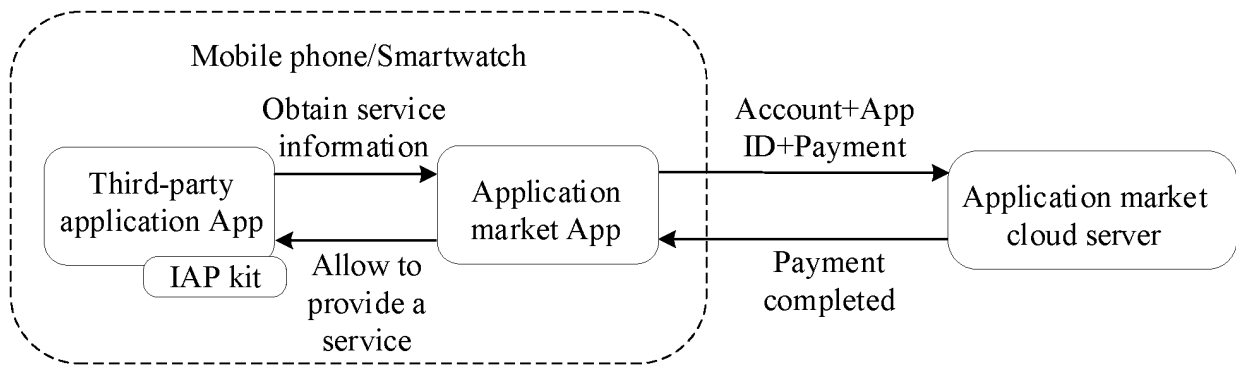 Mobile phone/Smartwatch
Obtain service
information
Account+App
ID+Payment
Third-party
application App
Application
market App
Application market
cloud server
IAP kit
Allow to
provide a
service
Payment
completed